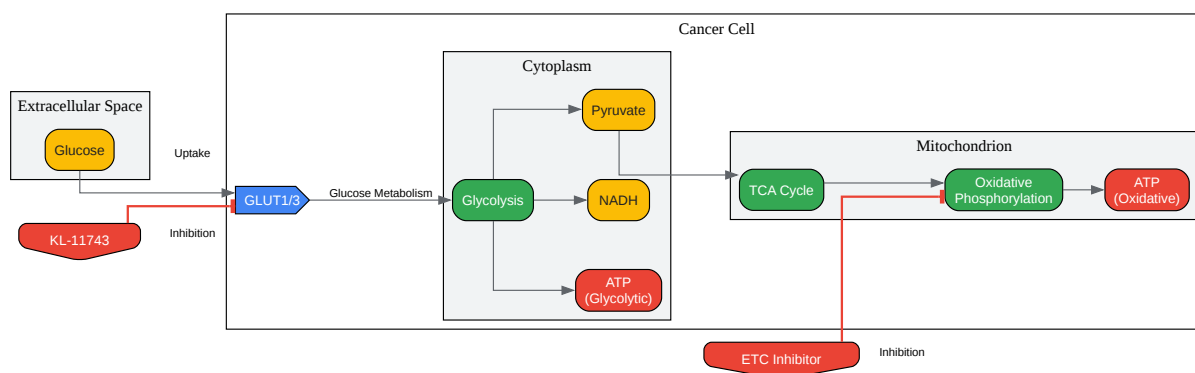 Cancer Cell
Cytoplasm
Extracellular Space
Pyruvate
Glucose
Mitochondrion
Uptake
TCA Cycle
Oxidative
Phosphorylation
ATP
(Oxidative)
GLUT1/3
Glucose Metabolism
Glycolysis
NADH
KL-11743
Inhibition
ATP
(Glycolytic)
ETC Inhibitor
Inhibition